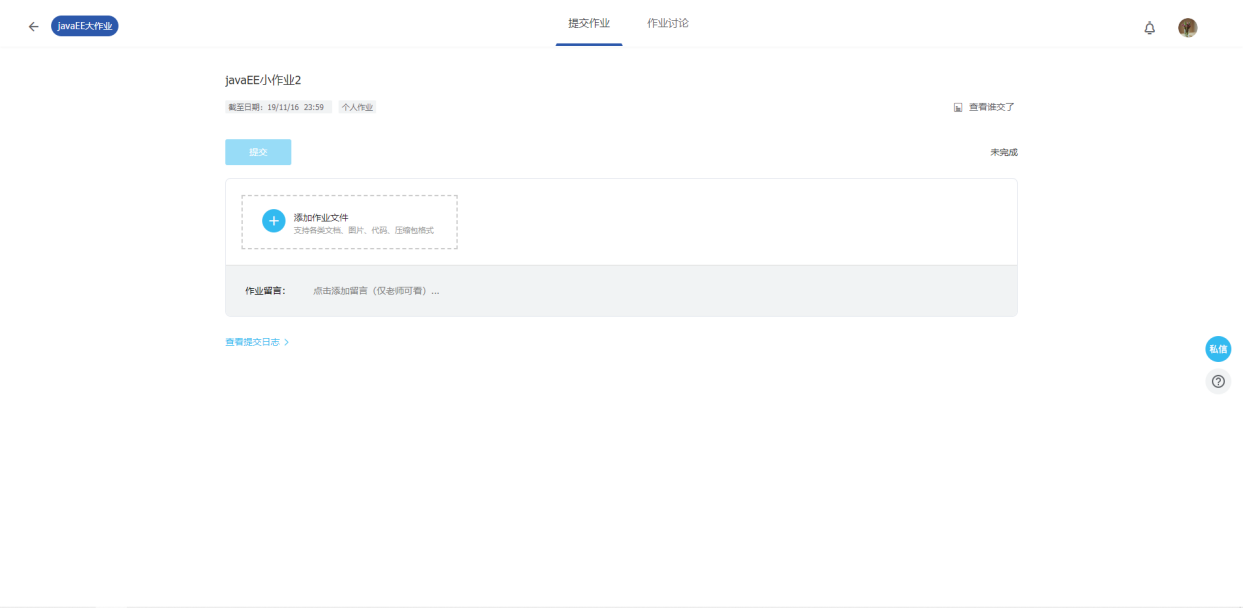 javaEE大作业
提交作业
作业讨论
javaEE小作业2
截至日期：19/11/16 23:59
个人作业
查看谁交了
提交
未完成
添加作业文件
支持各类文档、图片、代码、压缩包格式
作业留言：
点击添加留言（仅老师可看）...
查看提交日志 >
私信